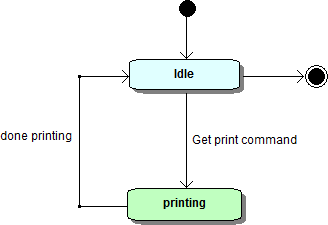 Idle
done printing
Get print command
printing